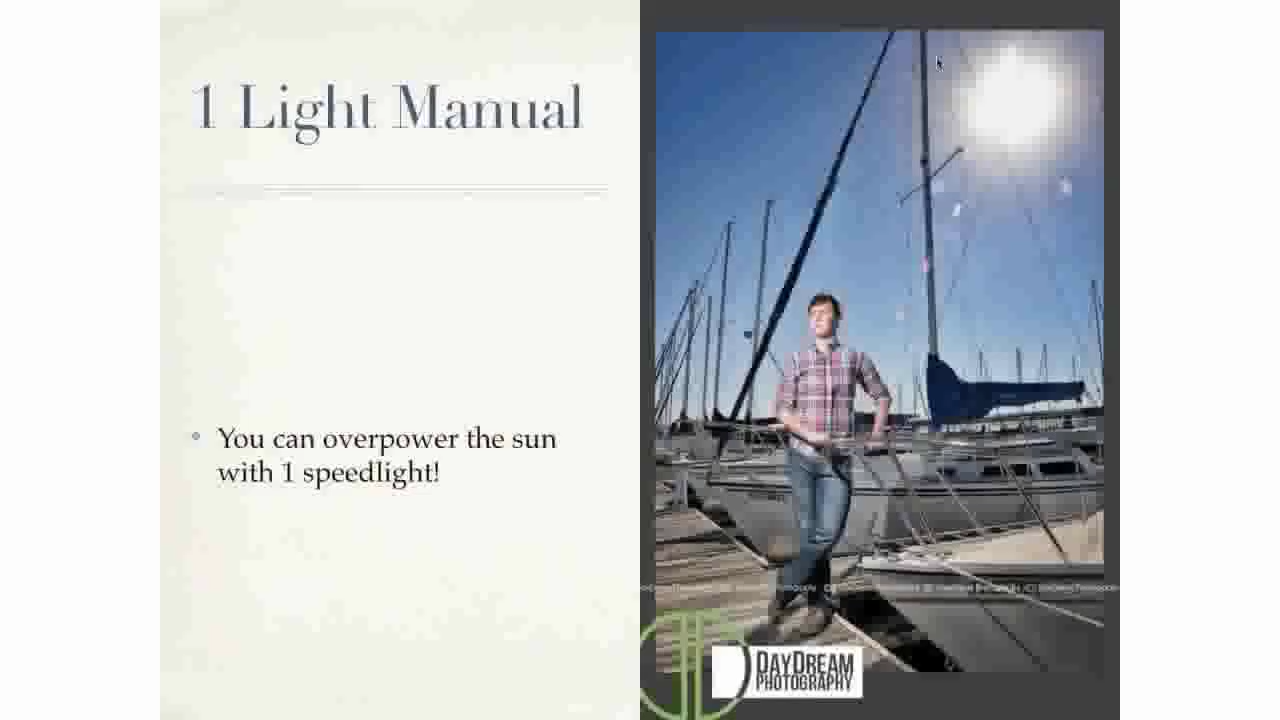 1 Light Manual
You can overpower the sun
with 1 speedlight!
DAYDREAM
PHOTOGRAPHY